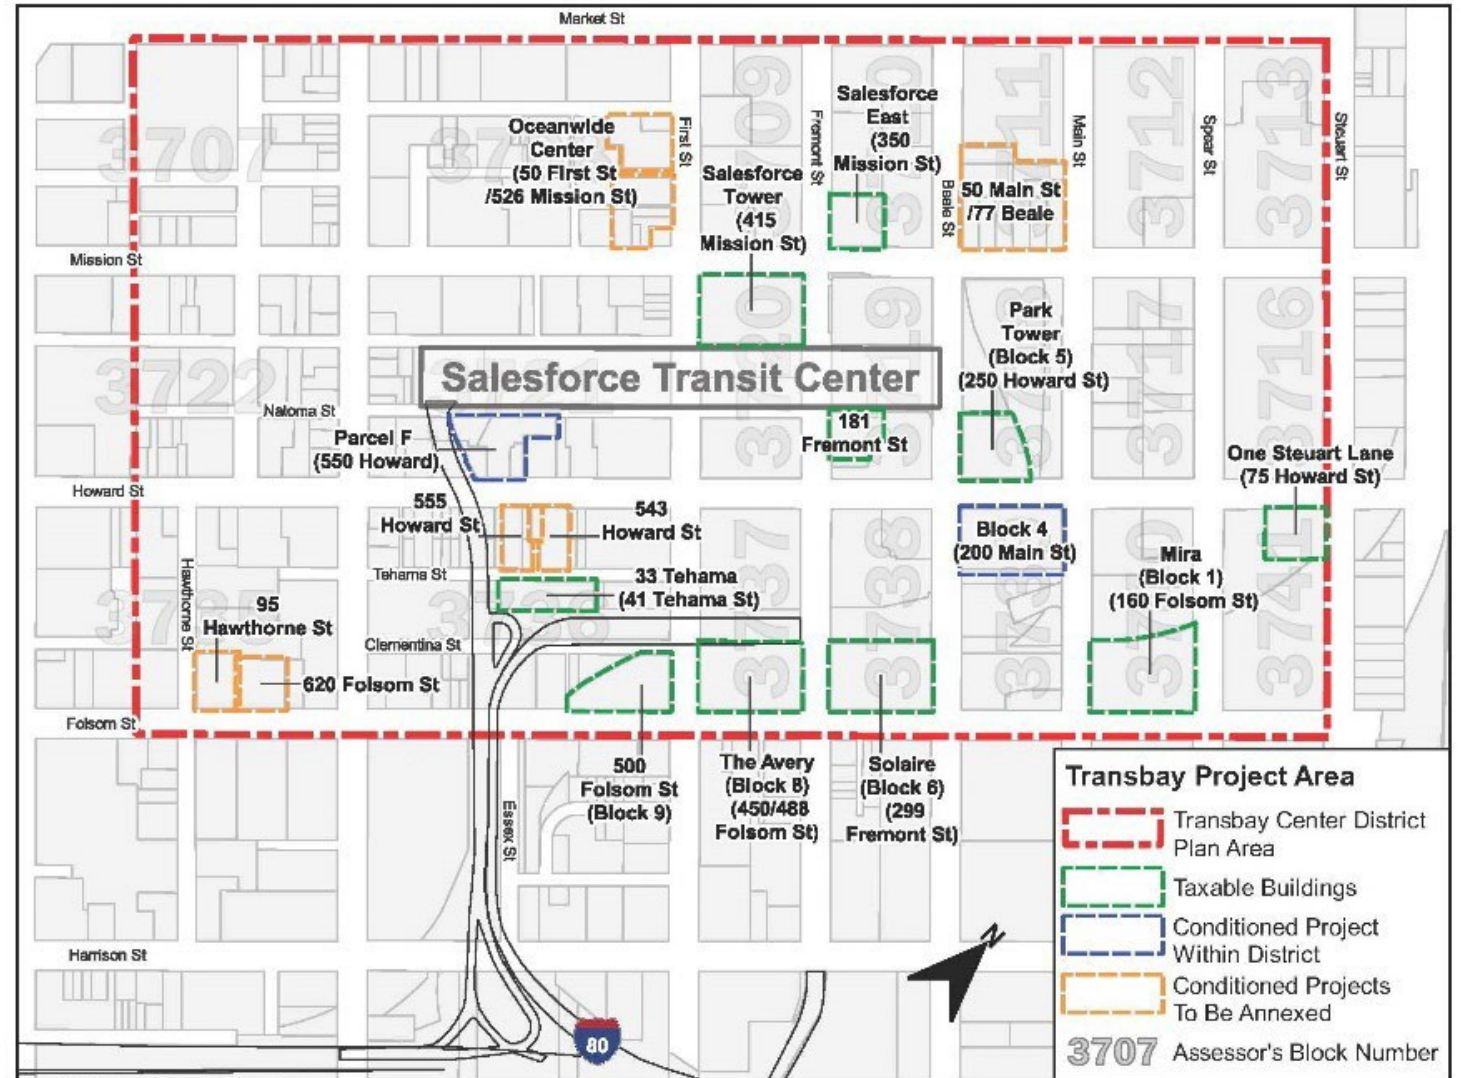 Market St
Oceanwide
Center
(50 First St
/526 Mission St)
First St
Salesforce
Tower
(415
Mission St)
Fremont St
Salesforce
East
(350
Mission St)
Beale St
50 Main St
/77 Beale
Main St
Spear St
Steuart St
3707
3709
3711
3712
3713
Mission St
Park
Tower
(Block 5)
(250 Howard St)
3719
3717
3716
3722
Salesforce Transit Center
Natoma St
Parcel F
(550 Howard)
181
Fremont St
One Steuart Lane
(75 Howard St)
Howard St
555
Howard St
543
Howard St
Block 4
(200 Main St)
Mira
(Block 1)
(160 Folsom St)
Tehama St
33 Tehama
(41 Tehama St)
3735
3736
3737
3738
Hawthorne St
95
Hawthorne St
Clementina St
620 Folsom St
Folsom St
500
Folsom St
(Block 9)
The Avery
(Block 8)
(450/488
Folsom St)
Solaire
(Block 6)
(299
Fremont St)
Essex St
Harrison St
80
N
Transbay Project Area
Transbay Center District
Plan Area
Taxable Buildings
Conditioned Project
Within District
Conditioned Projects
To Be Annexed
3707 Assessor's Block Number